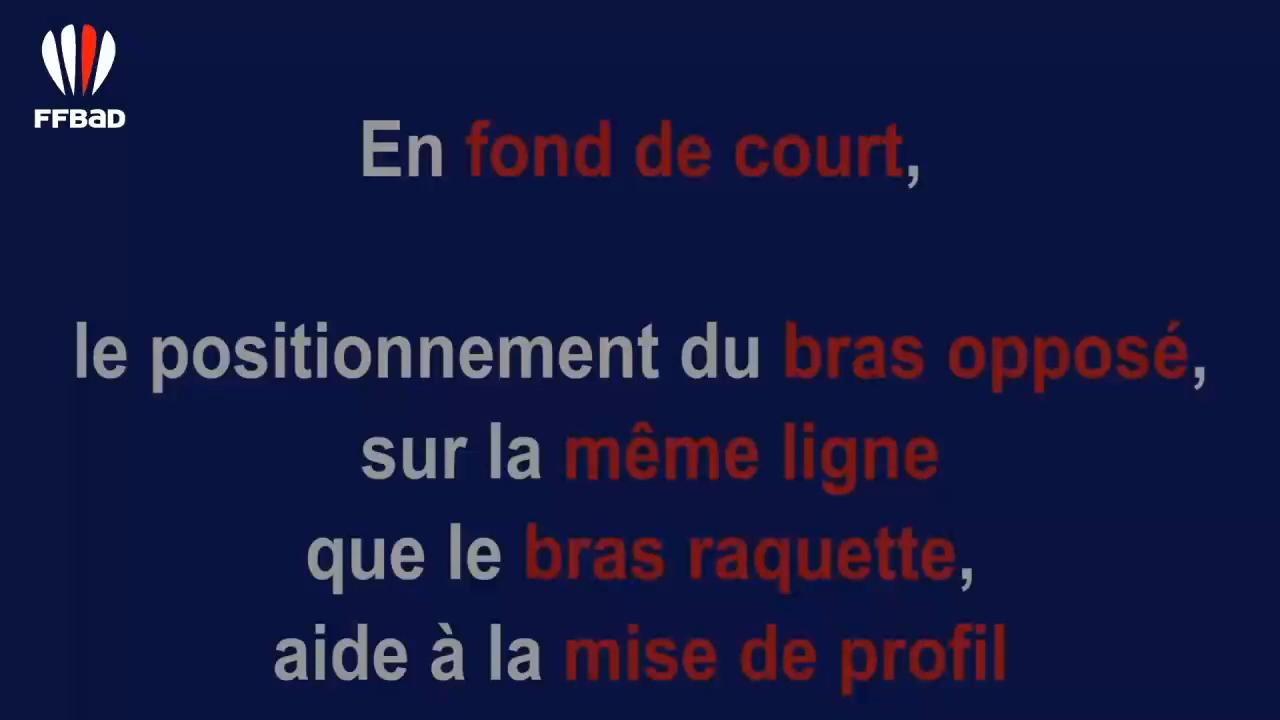 FFBaD
En fond de court,
le positionnement du bras opposé,
sur la même ligne
que le bras raquette,
aide à la mise de profil